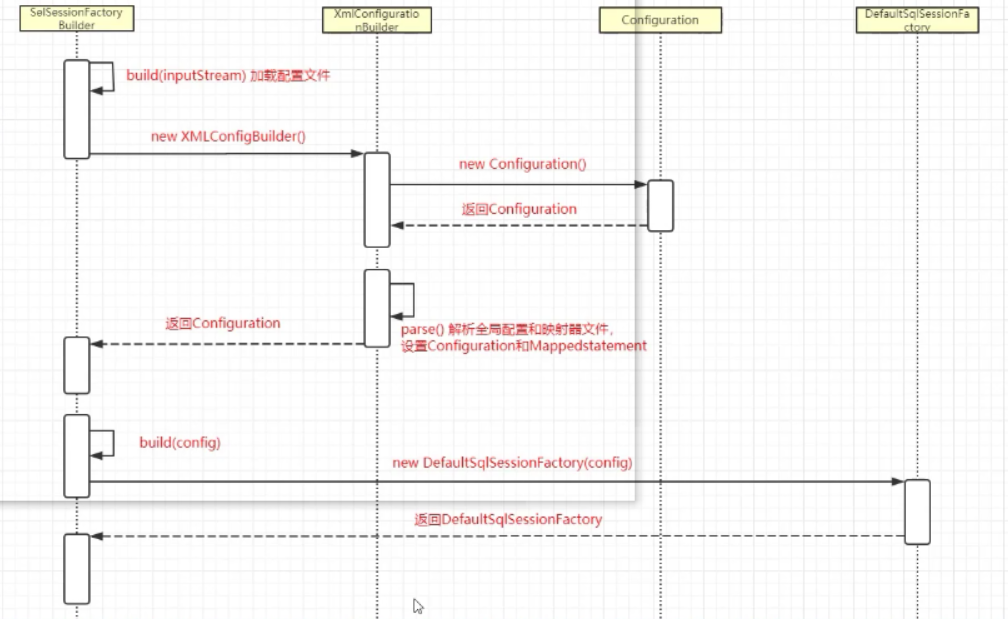 SelSessionFactory
Builder
XmlConfiguratio
nBuilder
Configuration
DefaultSqlSessionFa
ctory
build(inputStream) 加载配置文件
new XMLConfigBuilder()
new Configuration()
返回Configuration
返回Configuration
parse() 解析全局配置和映射器文件，
设置Configuration和Mappedstatement
build(config)
new DefaultSqlSessionFactory(config)
返回DefaultSqlSessionFactory